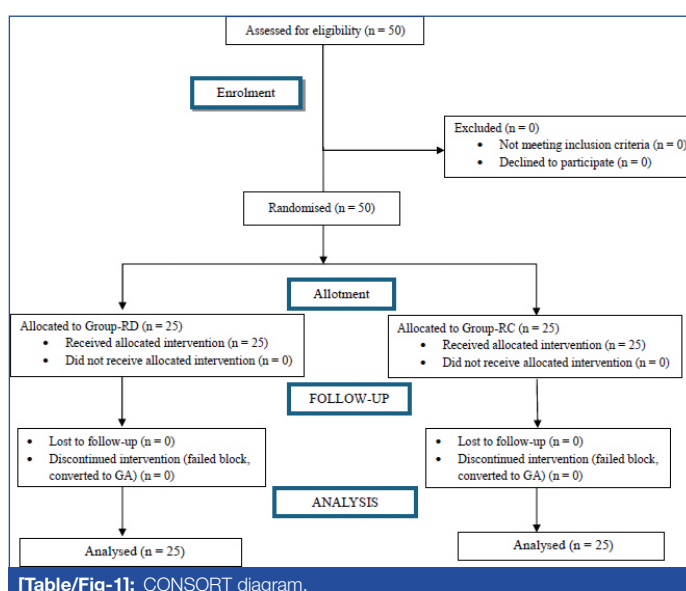 Assessed for eligibility (n = 50)
Enrolment
Excluded (n = 0)
• Not meeting inclusion criteria (n = 0)
• Declined to participate (n = 0)
Randomised (n = 50)
Allotment
Allocated to Group-RD (n = 25)
• Received allocated intervention (n = 25)
• Did not receive allocated intervention (n = 0)
Allocated to Group-RC (n = 25)
• Received allocated intervention (n = 25)
• Did not receive allocated intervention (n = 0)
FOLLOW-UP
• Lost to follow-up (n = 0)
• Discontinued intervention (failed block,
converted to GA) (n = 0)
• Lost to follow-up (n = 0)
• Discontinued intervention (failed block,
converted to GA) (n = 0)
ANALYSIS
Analysed (n = 25)
Analysed (n = 25)
[Table/Fig-1]: CONSORT diagram.